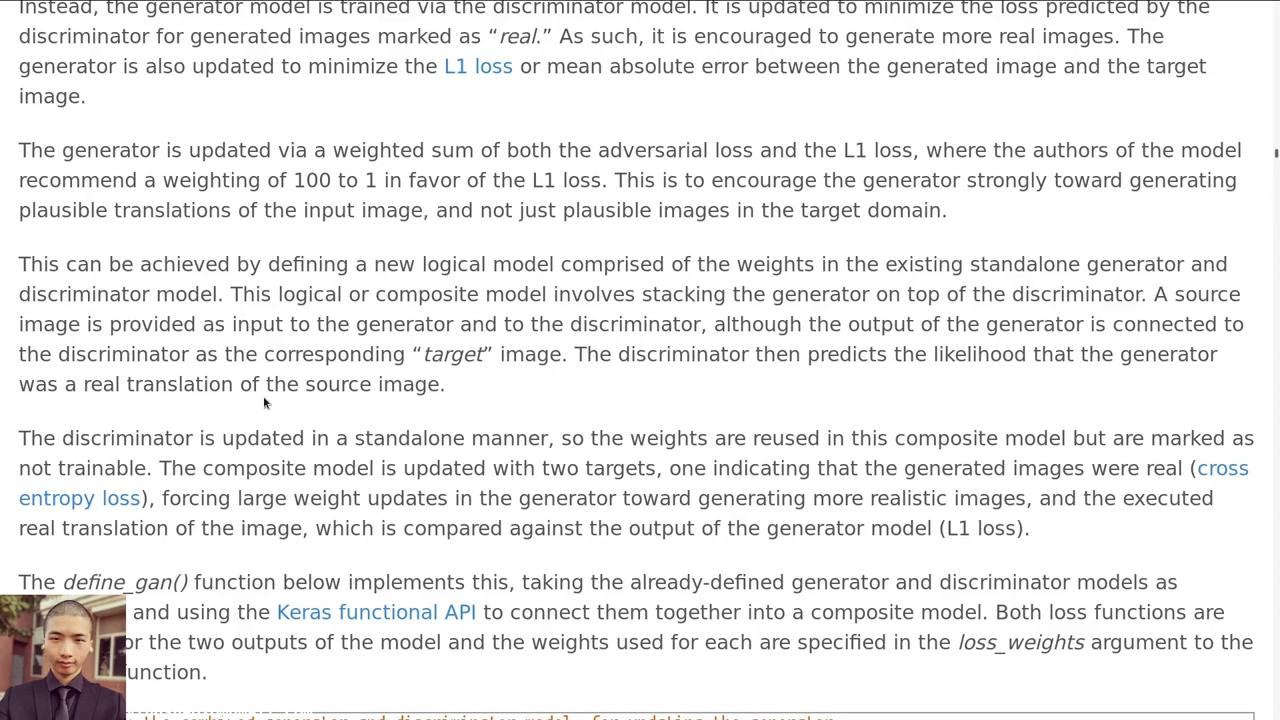 Instead, the generator model is trained via the discriminator model. It is updated to minimize the loss predicted by the
discriminator for generated images marked as “real.” As such, it is encouraged to generate more real images. The
generator is also updated to minimize the L1 loss or mean absolute error between the generated image and the target
image.
The generator is updated via a weighted sum of both the adversarial loss and the L1 loss, where the authors of the model
recommend a weighting of 100 to 1 in favor of the L1 loss. This is to encourage the generator strongly toward generating
plausible translations of the input image, and not just plausible images in the target domain.
This can be achieved by defining a new logical model comprised of the weights in the existing standalone generator and
discriminator model. This logical or composite model involves stacking the generator on top of the discriminator. A source
image is provided as input to the generator and to the discriminator, although the output of the generator is connected to
the discriminator as the corresponding “target” image. The discriminator then predicts the likelihood that the generator
was a real translation of the source image.
The discriminator is updated in a standalone manner, so the weights are reused in this composite model but are marked as
not trainable. The composite model is updated with two targets, one indicating that the generated images were real (cross
entropy loss), forcing large weight updates in the generator toward generating more realistic images, and the executed
real translation of the image, which is compared against the output of the generator model (L1 loss).
The define_gan() function below implements this, taking the already-defined generator and discriminator models as
and using the Keras functional API to connect them together into a composite model. Both loss functions are
or the two outputs of the model and the weights used for each are specified in the loss_weights argument to the
unction.